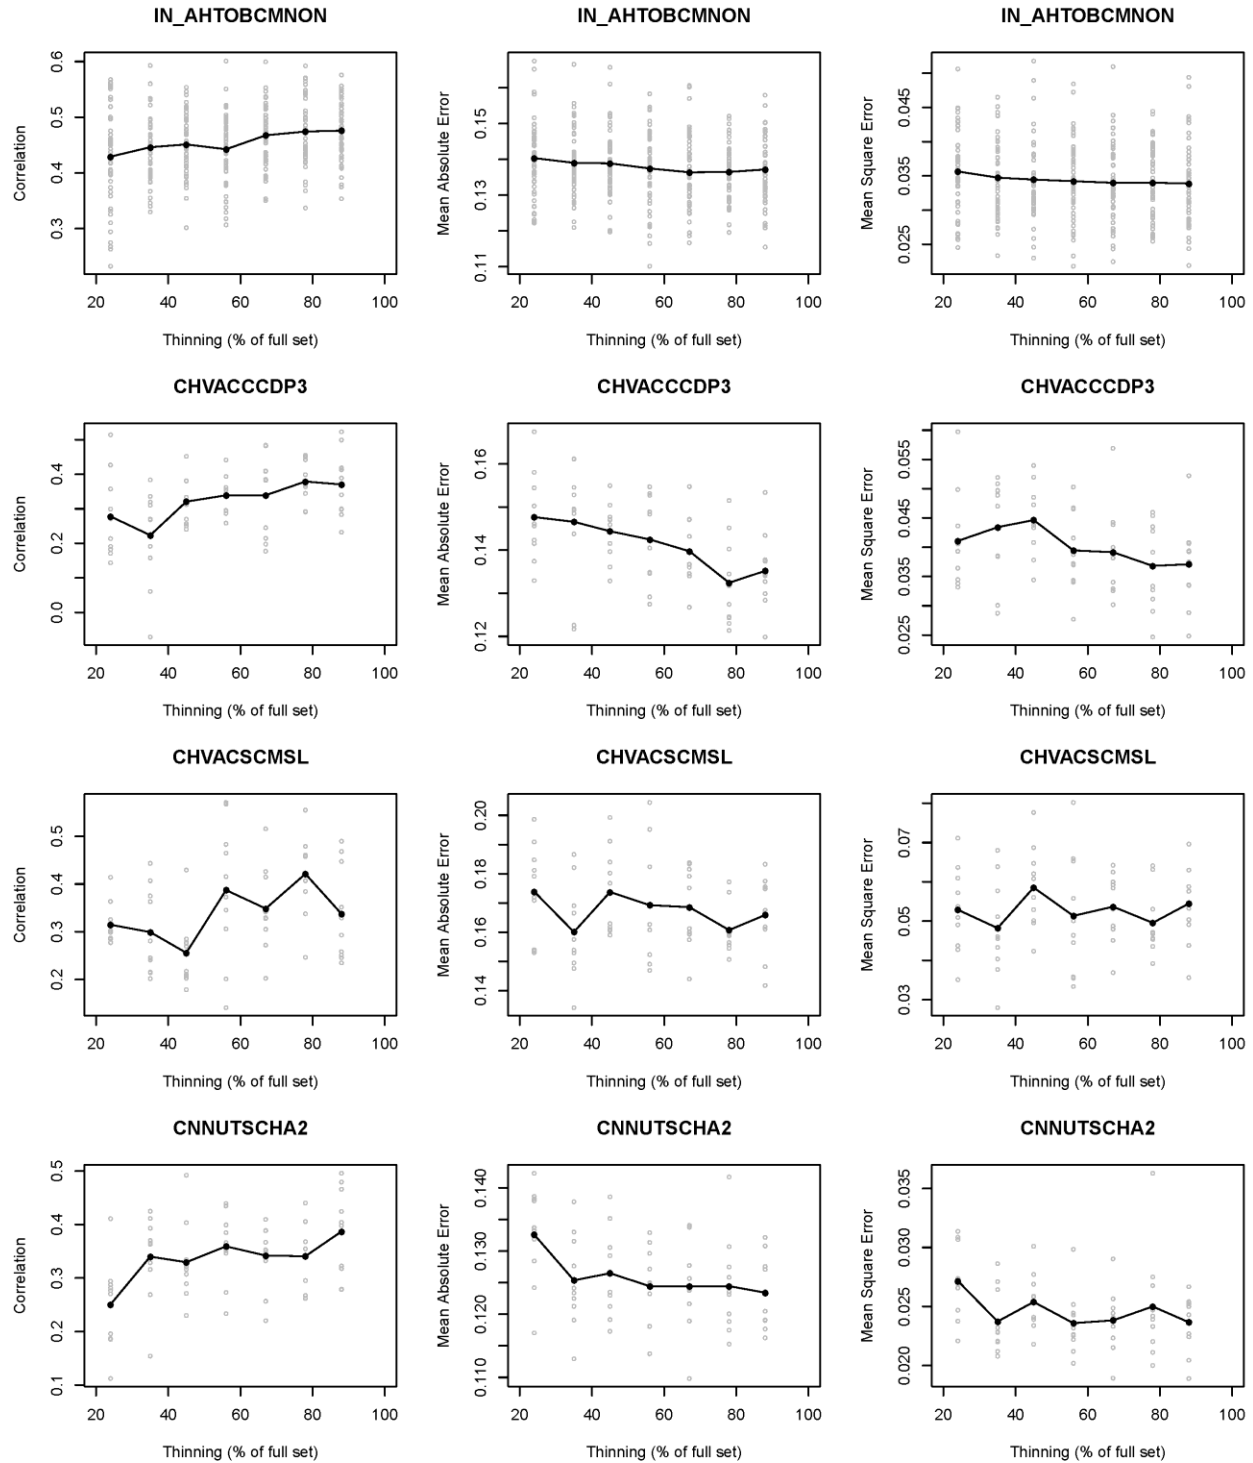 IN_AHTOBCMNON
Correlation
0.3 0.4 0.5 0.6
20 40 60 80 100
Thinning (% of full set)
IN_AHTOBCMNON
Mean Absolute Error
0.11 0.13 0.15
20 40 60 80 100
Thinning (% of full set)
IN_AHTOBCMNON
Mean Square Error
0.025 0.035 0.045
20 40 60 80 100
Thinning (% of full set)
CHVACCCDP3
Correlation
0.0 0.2 0.4
20 40 60 80 100
Thinning (% of full set)
CHVACCCDP3
Mean Absolute Error
0.12 0.14 0.16
20 40 60 80 100
Thinning (% of full set)
CHVACCCDP3
Mean Square Error
0.025 0.035 0.045 0.055
20 40 60 80 100
Thinning (% of full set)
CHVACSCMSL
Correlation
0.2 0.3 0.4 0.5
20 40 60 80 100
Thinning (% of full set)
CHVACSCMSL
Mean Absolute Error
0.14 0.16 0.18 0.20
20 40 60 80 100
Thinning (% of full set)
CHVACSCMSL
Mean Square Error
0.03 0.05 0.07
20 40 60 80 100
Thinning (% of full set)
CNNUTSCHA2
Correlation
0.1 0.2 0.3 0.4 0.5
20 40 60 80 100
Thinning (% of full set)
CNNUTSCHA2
Mean Absolute Error
0.110 0.120 0.130 0.140
20 40 60 80 100
Thinning (% of full set)
CNNUTSCHA2
Mean Square Error
0.020 0.025 0.030 0.035
20 40 60 80 100
Thinning (% of full set)